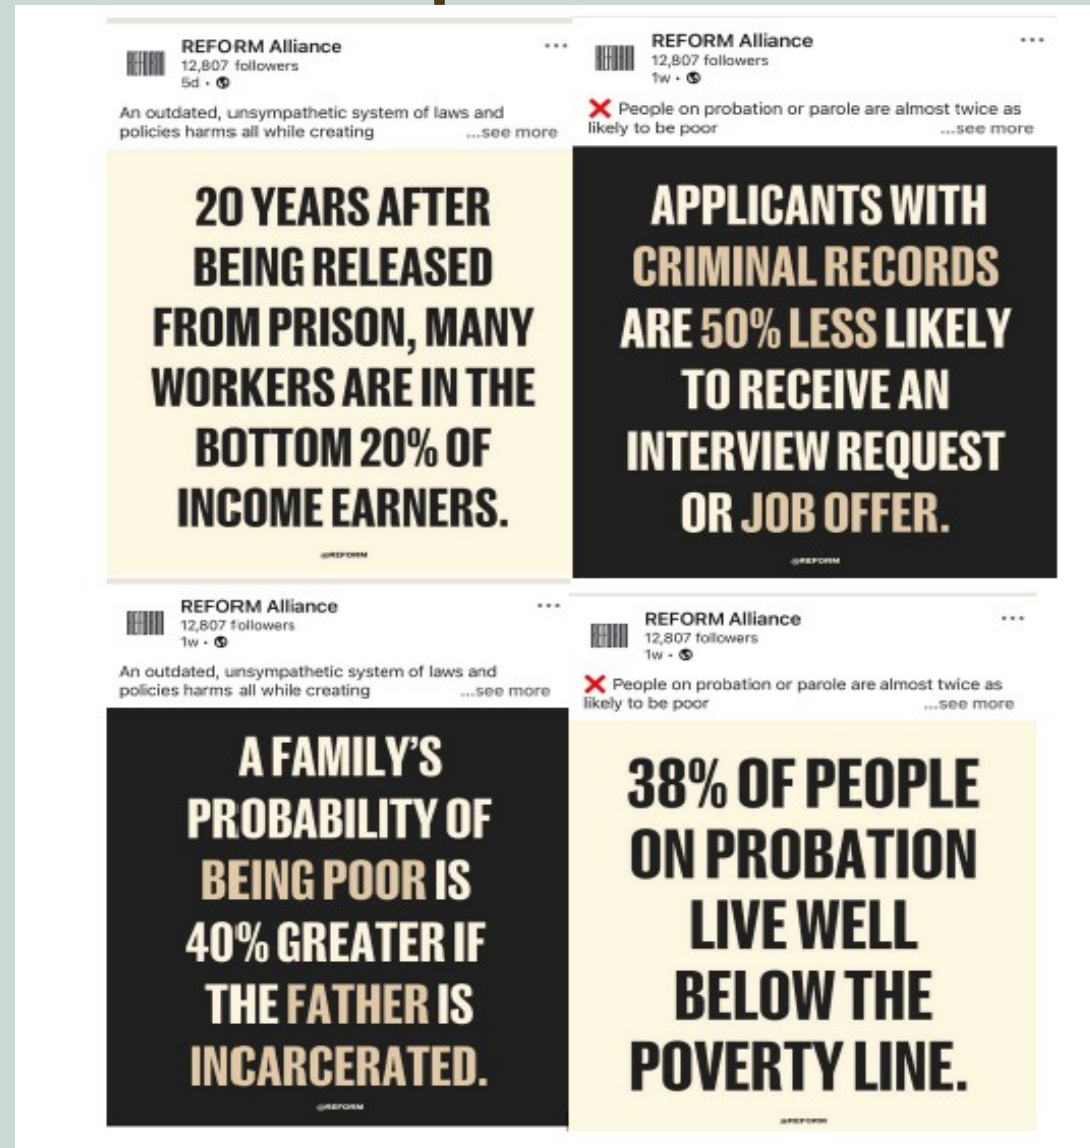 REFORM Alliance
12,807 followers
5d •
An outdated, unsympathetic system of laws and
policies harms all while creating ...see more
20 YEARS AFTER
BEING RELEASED
FROM PRISON, MANY
WORKERS ARE IN THE
BOTTOM 20% OF
INCOME EARNERS.
@REFORM
REFORM Alliance
12,807 followers
1w •
❌ People on probation or parole are almost twice as
likely to be poor ...see more
APPLICANTS WITH
CRIMINAL RECORDS
ARE 50% LESS LIKELY
TO RECEIVE AN
INTERVIEW REQUEST
OR JOB OFFER.
@REFORM
REFORM Alliance
12,807 followers
1w •
An outdated, unsympathetic system of laws and
policies harms all while creating ...see more
A FAMILY'S
PROBABILITY OF
BEING POOR IS
40% GREATER IF
THE FATHER IS
INCARCERATED.
@REFORM
REFORM Alliance
12,807 followers
1w •
❌ People on probation or parole are almost twice as
likely to be poor ...see more
38% OF PEOPLE
ON PROBATION
LIVE WELL
BELOW THE
POVERTY LINE.
@REFORM